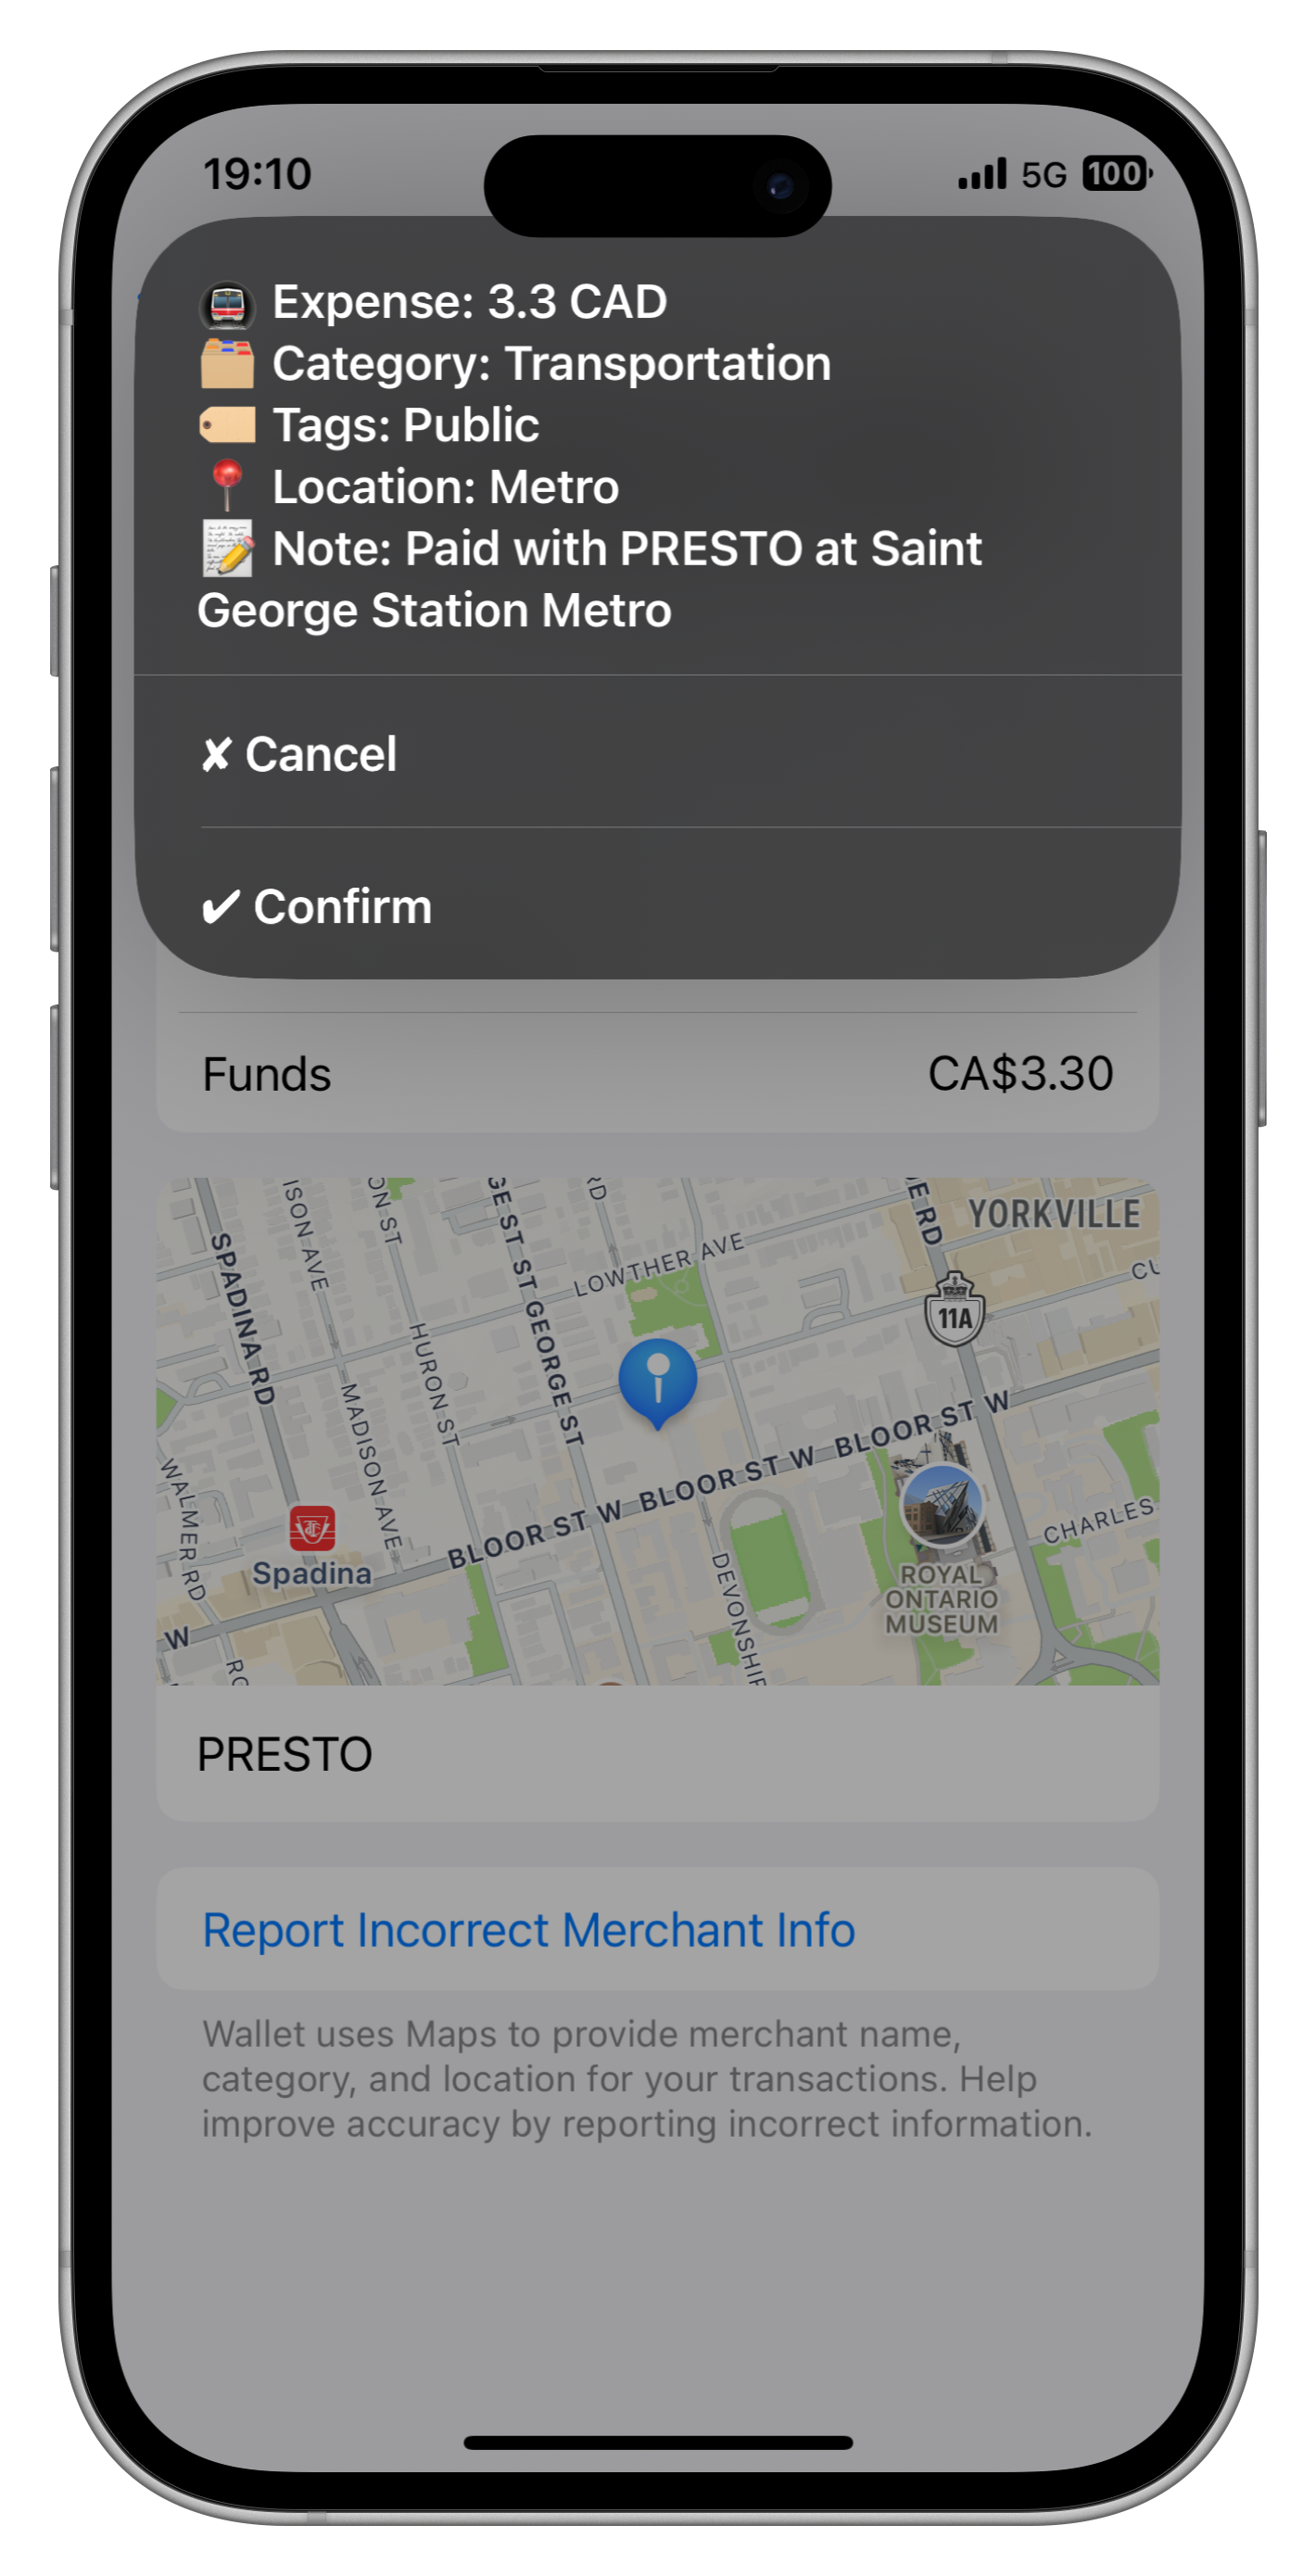 19:10
5G 100
Expense: 3.3 CAD
Category: Transportation
Tags: Public
Location: Metro
Note: Paid with PRESTO at Saint
George Station Metro
✘ Cancel
✔ Confirm
Funds CA$3.30
ISON AVE
ON ST
GE ST
RD
E RD
YORKVILLE
SPADINA RD
LOWTHER AVE
CU
11A
ST GEORGE ST
HURON ST
MADISON AVE
BLOOR ST W
BLOOR ST W
BLOOR ST W
WALMER RD
Spadina
CHARLES
DEVONSHIR
ROYAL
ONTARIO
MUSEUM
W
RO
PRESTO
Report Incorrect Merchant Info
Wallet uses Maps to provide merchant name,
category, and location for your transactions. Help
improve accuracy by reporting incorrect information.